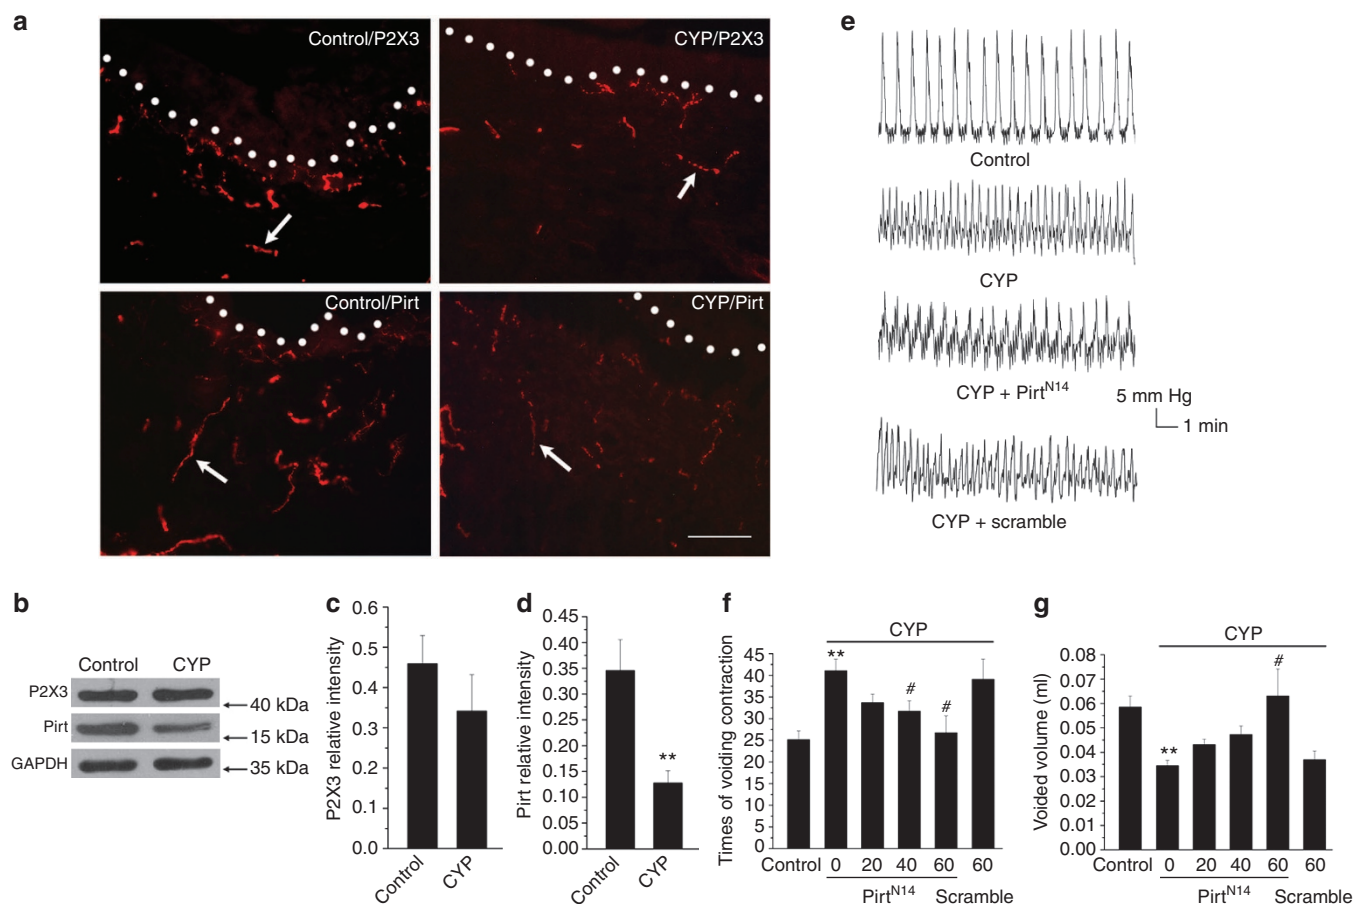 a
Control/P2X3
CYP/P2X3
Control/Pirt
CYP/Pirt
e
Control
CYP
CYP + Pirt^N14
5 mm Hg
1 min
CYP + scramble
b
Control CYP
P2X3
40 kDa
Pirt
15 kDa
GAPDH
35 kDa
c
P2X3 relative intensity
0.6
0.5
0.4
0.3
0.2
0.1
0.0
Control
CYP
d
Pirt relative intensity
0.45
0.40
0.35
0.30
0.25
0.20
0.15
0.10
0.05
0.00
**
Control
CYP
f
CYP
Times of voiding contraction
45
40
35
30
25
20
15
10
5
0
**
#
#
Control 0 20 40 60 60
Pirt^N14 Scramble
g
CYP
Voided volume (ml)
0.08
0.07
0.06
0.05
0.04
0.03
0.02
0.01
0.00
**
#
Control 0 20 40 60 60
Pirt^N14 Scramble